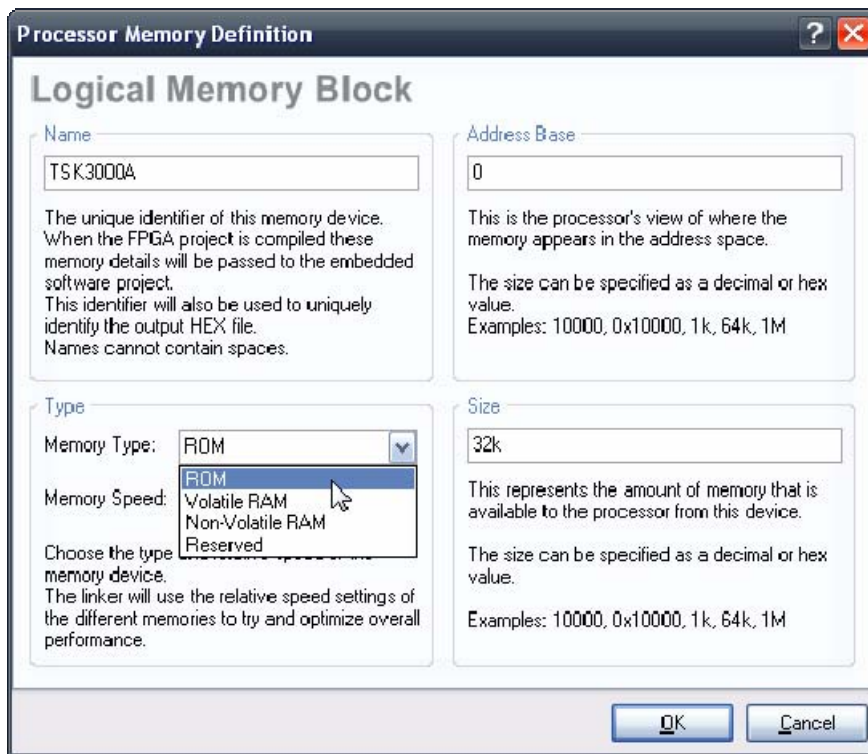 Processor Memory Definition
Logical Memory Block
Name
TSK3000A
The unique identifier of this memory device.
When the FPGA project is compiled these
memory details will be passed to the embedded
software project.
This identifier will also be used to uniquely
identify the output HEX file.
Names cannot contain spaces.
Address Base
0
This is the processor's view of where the
memory appears in the address space.
The size can be specified as a decimal or hex
value.
Examples: 10000, 0x10000, 1k, 64k, 1M
Type
Memory Type: ROM
ROM
Volatile RAM
Memory Speed:
Non-Volatile RAM
Reserved
Choose the type
memory device.
The linker will use the relative speed settings of
the different memories to try and optimize overall
performance.
Size
32k
This represents the amount of memory that is
available to the processor from this device.
The size can be specified as a decimal or hex
value.
Examples: 10000, 0x10000, 1k, 64k, 1M
OK
Cancel